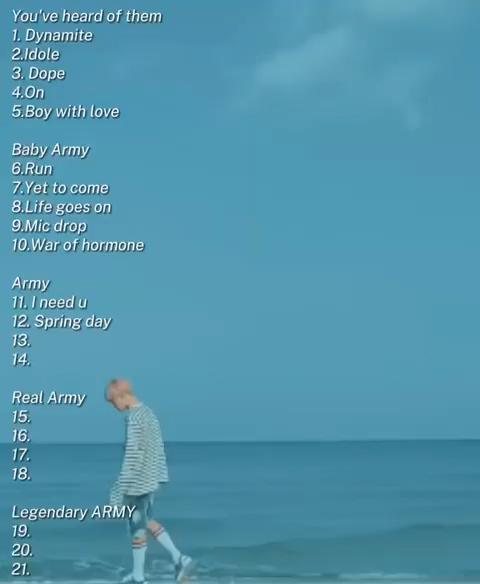 You've heard of them
1. Dynamite
2.Idole
3. Dope
4.On
5.Boy with love
Baby Army
6.Run
7.Yet to come
8.Life goes on
9.Mic drop
10.War of hormone
Army
11. I need u
12. Spring day
13.
14.
Real Army
15.
16.
17.
18.
Legendary ARMY
19.
20.
21.